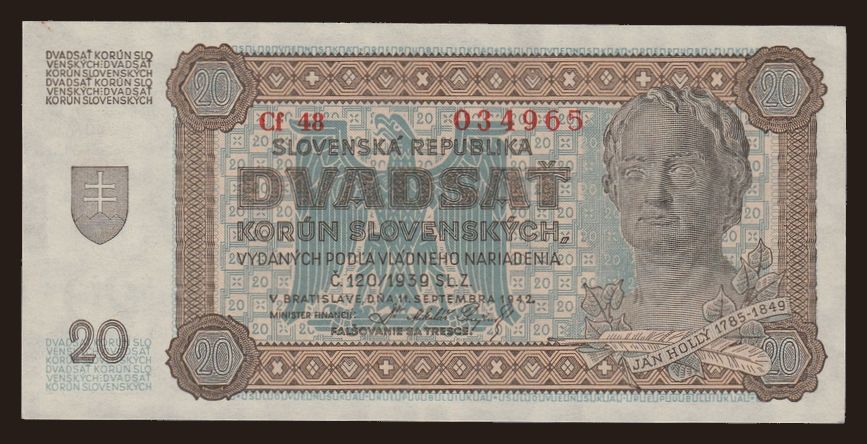 DVADSAŤ KORÚN SLO
VENSKÝCH:DVADSAŤ
KORÚN SLOVENSKÝCH
DVADSAŤ KORÚN SLO
VENSKÝCH:DVADSAŤ
KORÚN SLOVENSKÝCH
20
20
Cf 48 034965
SLOVENSKÁ REPUBLIKA
DVADSAŤ
KORÚN SLOVENSKÝCH,
VYDANÝCH PODĽA VLÁDNEHO NARIADENIA
Č. 120/1939 SL. Z.
V BRATISLAVE, DŇA 11. SEPTEMBRA 1942.
MINISTER FINANCIÍ:
FALŠOVANIE SA TRESCE!
JÁN HOLLÝ 1785-1849
20
DVADSAŤ KORÚN SLO
VENSKÝCH:DVADSAŤ
KORÚN SLOVENSKÝCH
DVADSAŤ KORÚN SLO
VENSKÝCH:DVADSAŤ
KORÚN SLOVENSKÝCH
20
20